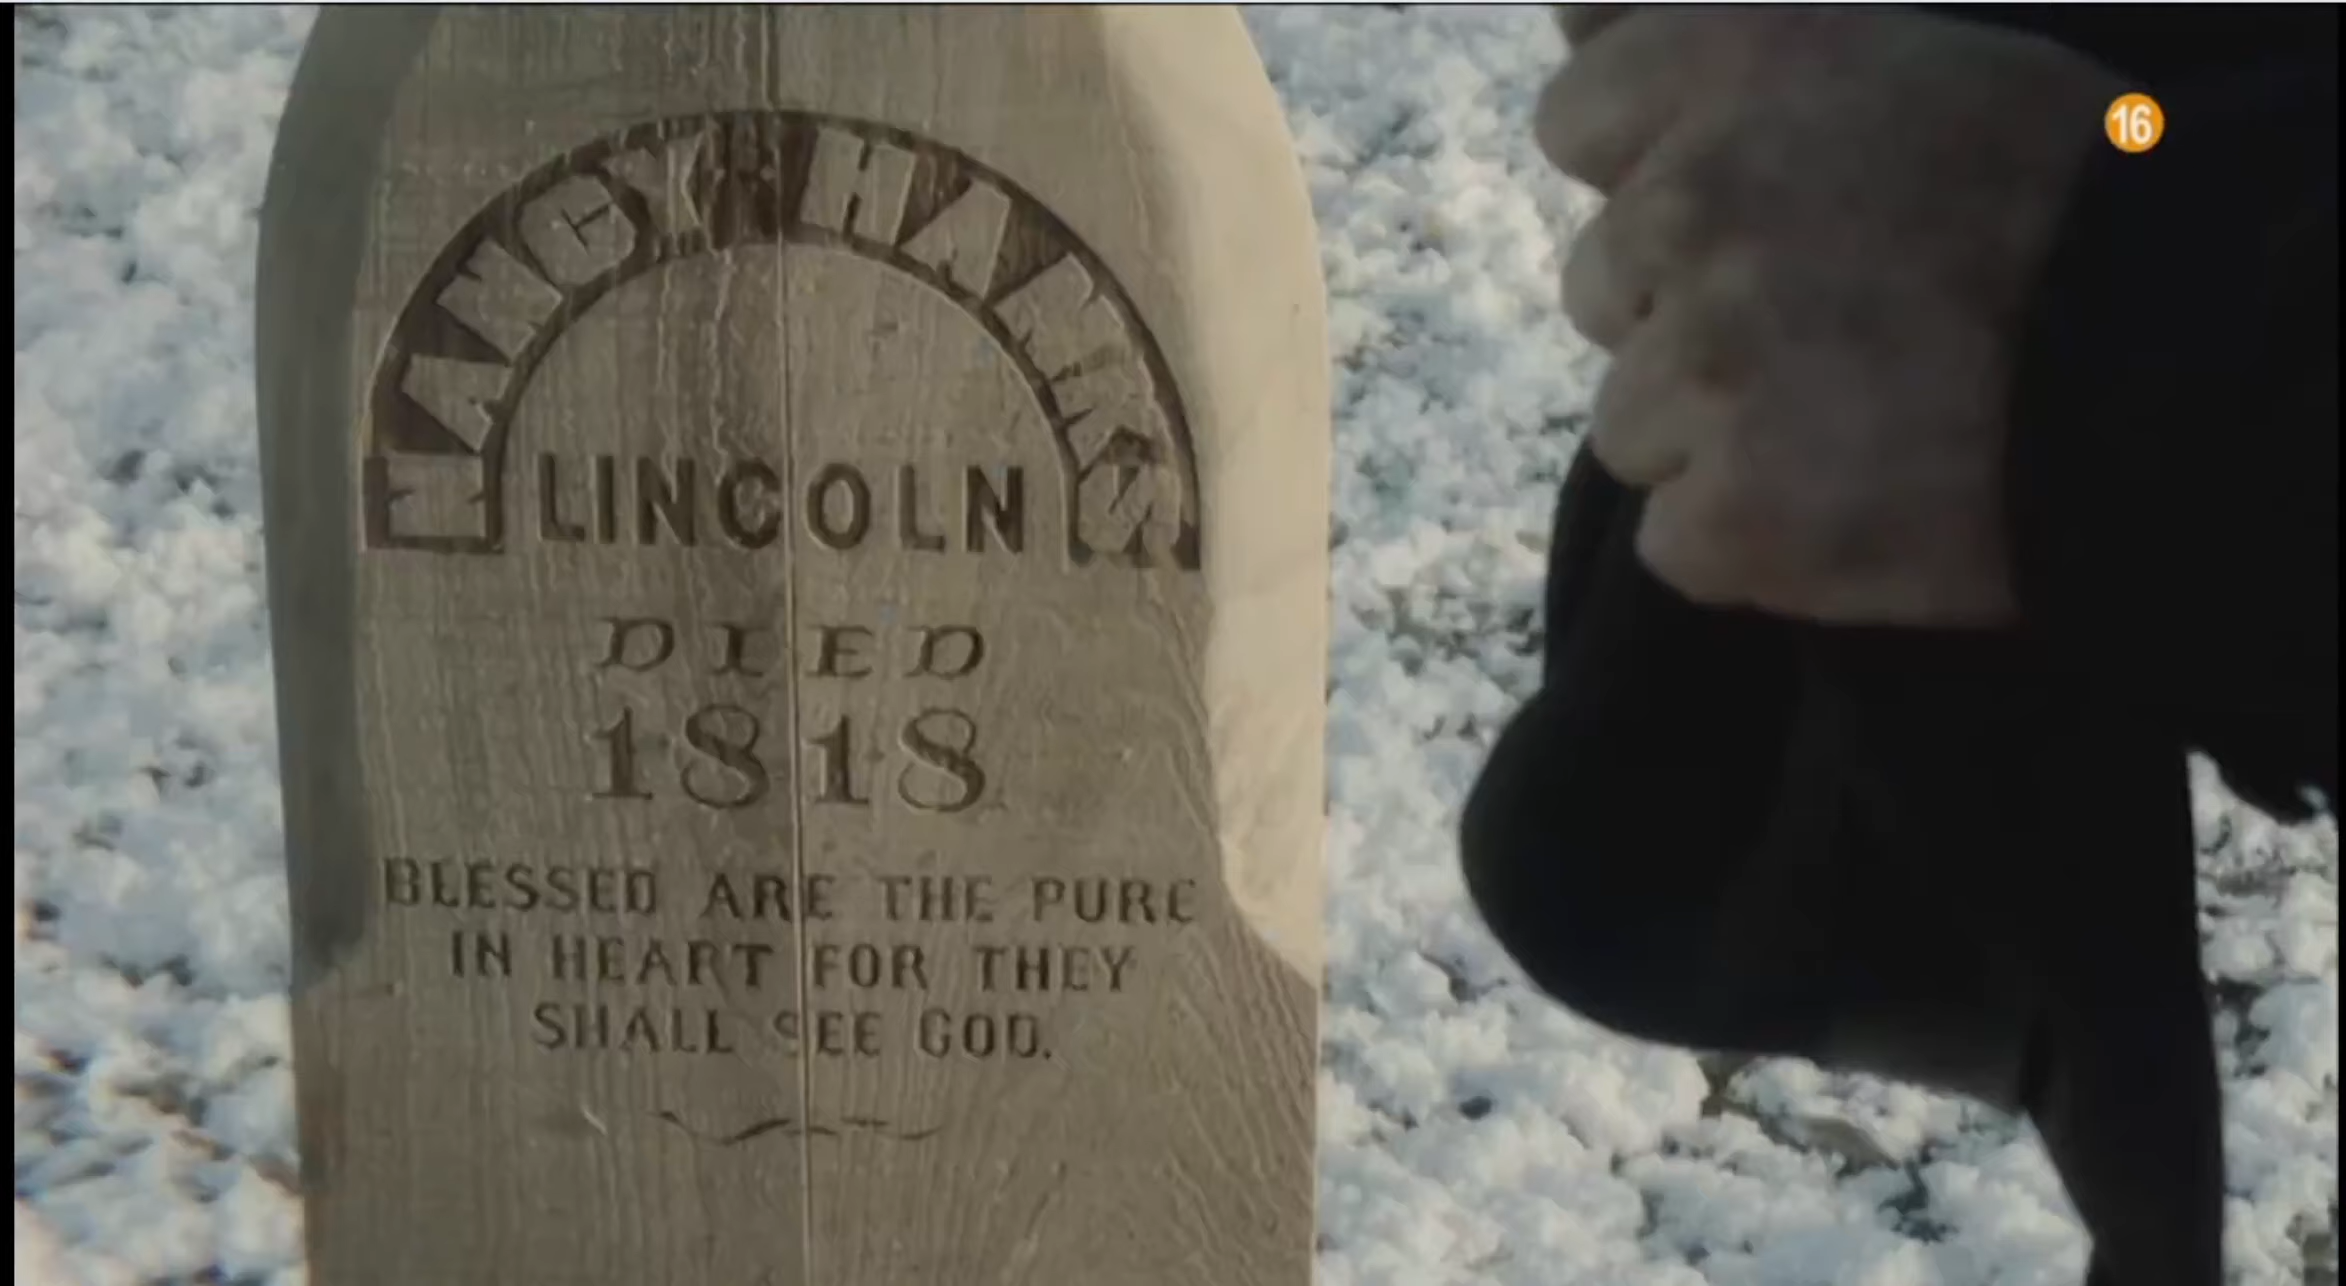 NANCY HANKS
LINCOLN
DIED
1818
BLESSED ARE THE PURE
IN HEART FOR THEY
SHALL SEE GOD.
16